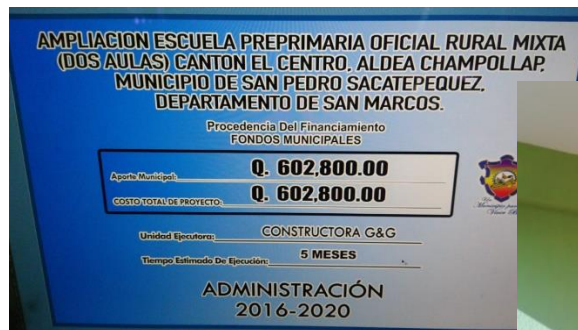 AMPLIACION ESCUELA PREPRIMARIA OFICIAL RURAL MIXTA
(DOS AULAS) CANTON EL CENTRO, ALDEA CHAMPOLLAP,
MUNICIPIO DE SAN PEDRO SACATEPEQUEZ,
DEPARTAMENTO DE SAN MARCOS.
Procedencia Del Financiamiento
FONDOS MUNICIPALES
Aporte Municipal: Q. 602,800.00
COSTO TOTAL DE PROYECTO: Q. 602,800.00
Unidad Ejecutora: CONSTRUCTORA G&G
Tiempo Estimado De Ejecución: 5 MESES
ADMINISTRACIÓN
2016-2020